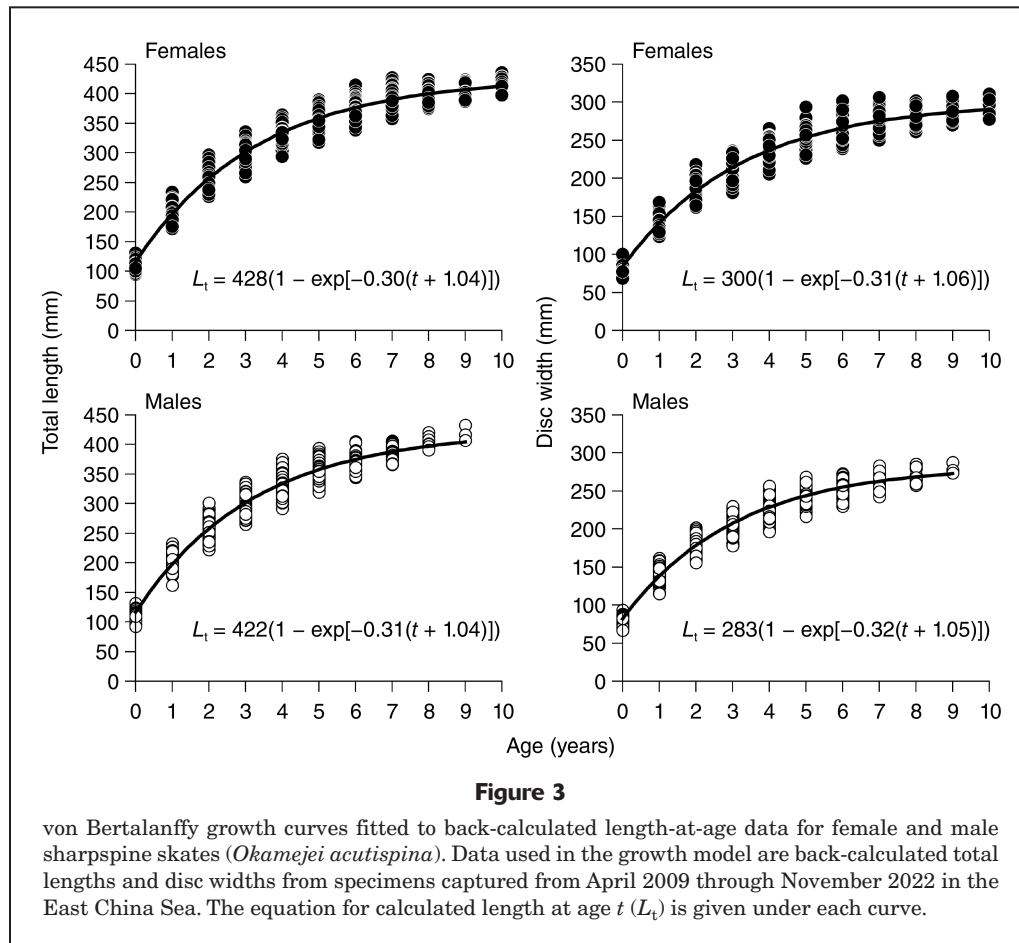 Females
450
400
350
300
250
200
150
100
50
0
0 1 2 3 4 5 6 7 8 9 10
L_t = 428(1 − exp[−0.30(t + 1.04)])
Females
350
300
250
200
150
100
50
0
0 1 2 3 4 5 6 7 8 9 10
L_t = 300(1 − exp[−0.31(t + 1.06)])
Total length (mm)
Disc width (mm)
Males
450
400
350
300
250
200
150
100
50
0
0 1 2 3 4 5 6 7 8 9 10
L_t = 422(1 − exp[−0.31(t + 1.04)])
Males
350
300
250
200
150
100
50
0
0 1 2 3 4 5 6 7 8 9 10
L_t = 283(1 − exp[−0.32(t + 1.05)])
Age (years)
Figure 3
von Bertalanffy growth curves fitted to back-calculated length-at-age data for female and male
sharpspine skates (Okamejei acutispina). Data used in the growth model are back-calculated total
lengths and disc widths from specimens captured from April 2009 through November 2022 in the
East China Sea. The equation for calculated length at age t (L_t) is given under each curve.